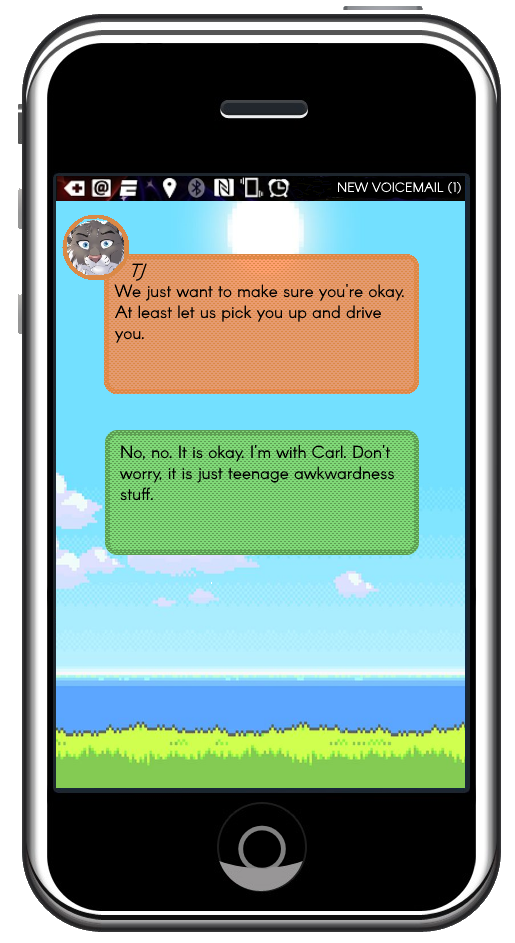 NEW VOICEMAIL (1)
TJ
We just want to make sure you're okay.
At least let us pick you up and drive
you.
No, no. It is okay. I'm with Carl. Don't
worry, it is just teenage awkwardness
stuff.